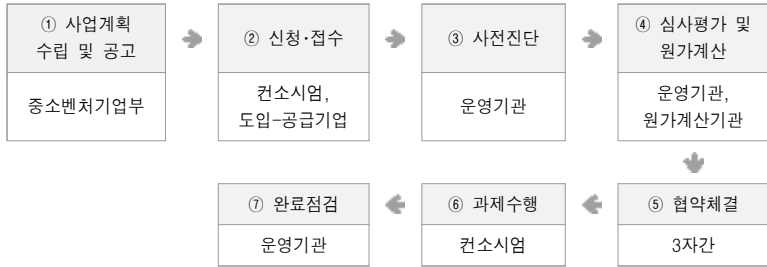 ① 사업계획
수립 및 공고
중소벤처기업부
② 신청·접수
컨소시엄,
도입-공급기업
③ 사전진단
운영기관
④ 심사평가 및
원가계산
운영기관,
원가계산기관
⑤ 협약체결
3자간
⑥ 과제수행
컨소시엄
⑦ 완료점검
운영기관